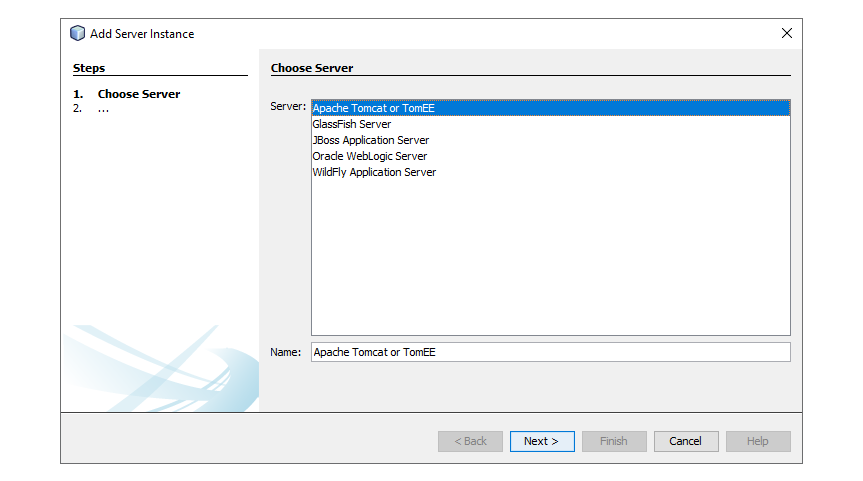 Add Server Instance
Steps
1. Choose Server
2. ...
Choose Server
Server:
Apache Tomcat or TomEE
GlassFish Server
JBoss Application Server
Oracle WebLogic Server
WildFly Application Server
Name: Apache Tomcat or TomEE
< Back Next > Finish Cancel Help